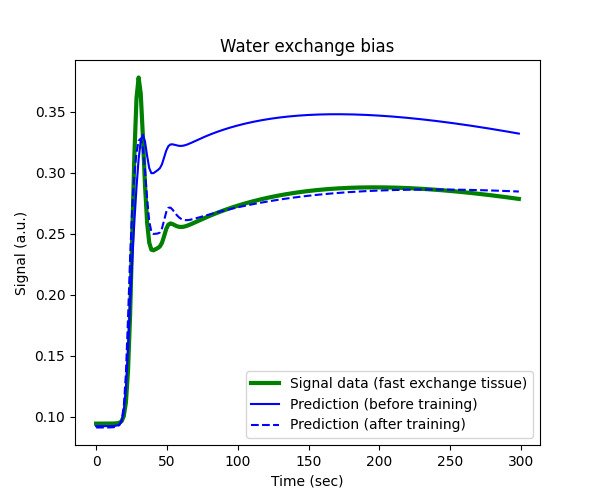 Water exchange bias
Signal (a.u.)
0.35
0.30
0.25
0.20
0.15
0.10
Signal data (fast exchange tissue)
Prediction (before training)
Prediction (after training)
0 50 100 150 200 250 300
Time (sec)